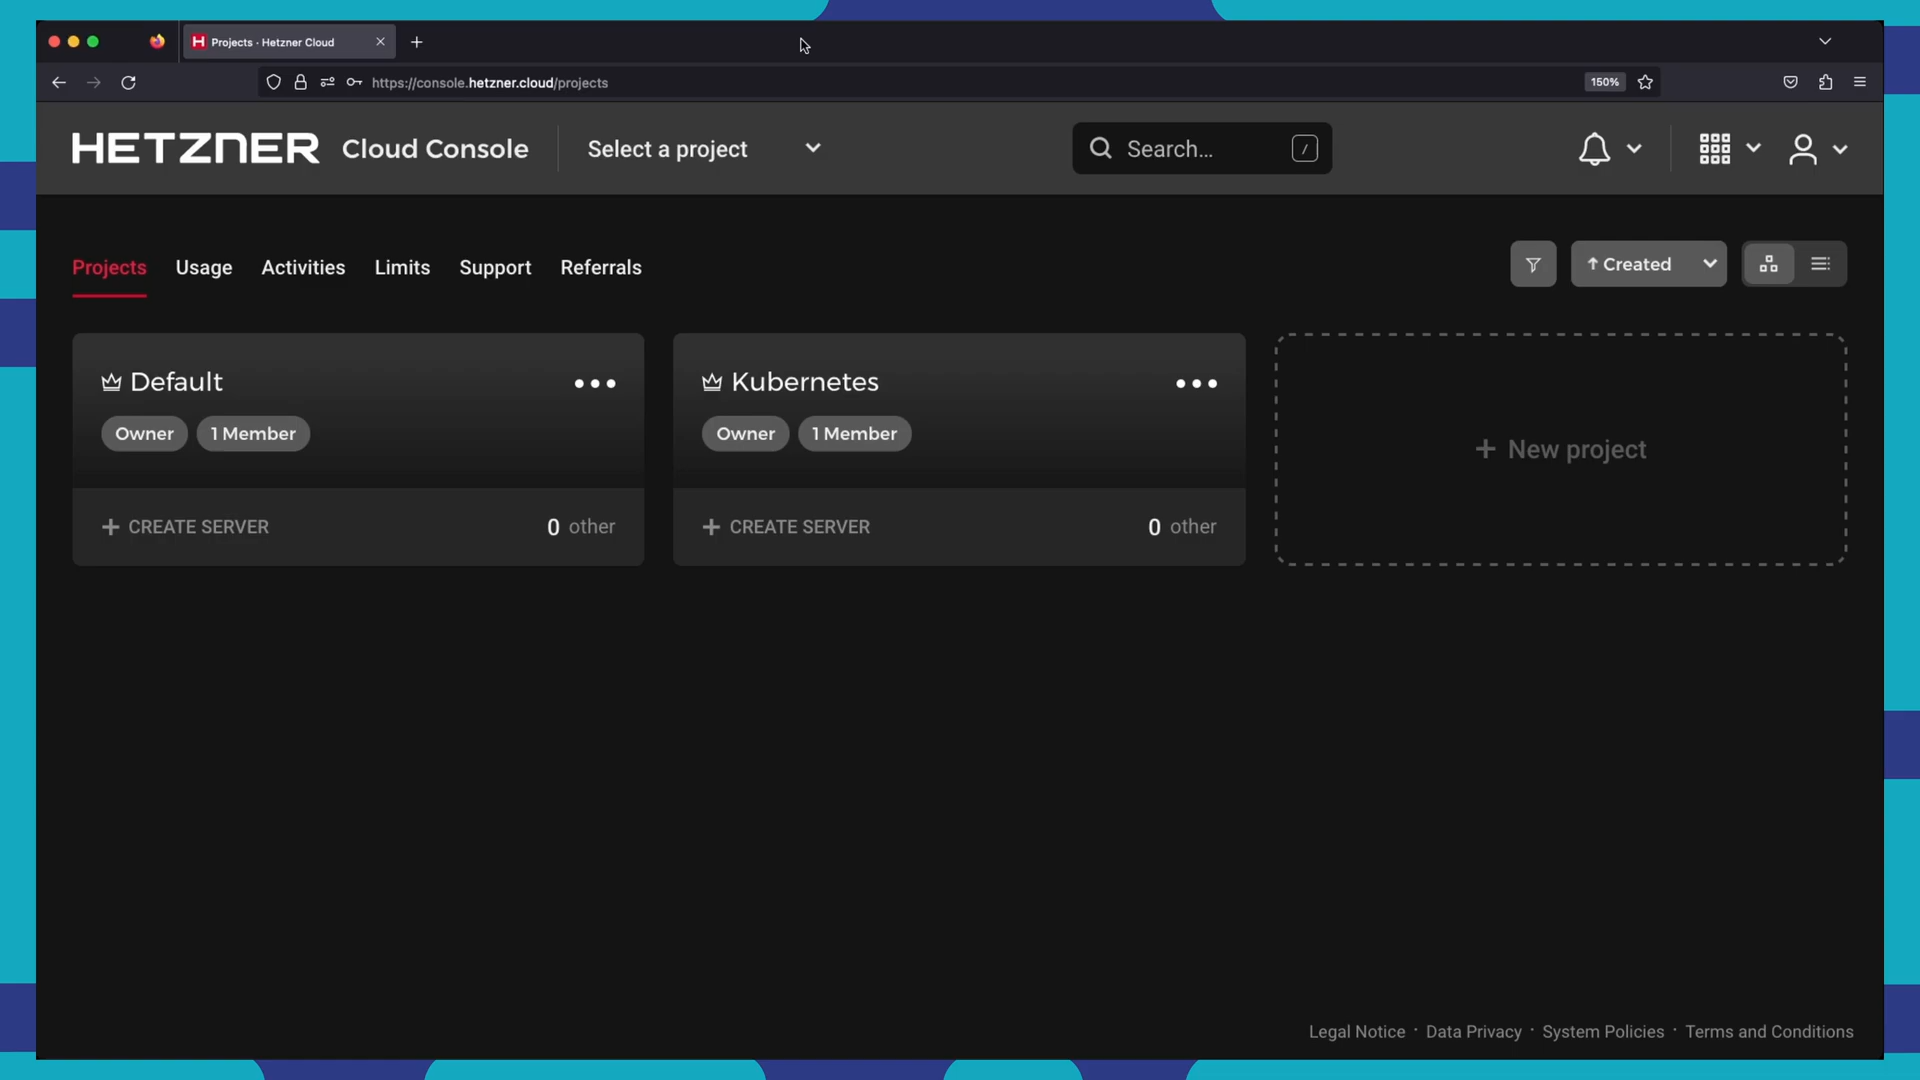 Projects · Hetzner Cloud
https://console.hetzner.cloud/projects
150%
HETZNER Cloud Console
Select a project
Search...
/
Projects
Usage
Activities
Limits
Support
Referrals
Created
Default
Owner
1 Member
CREATE SERVER
0 other
Kubernetes
Owner
1 Member
CREATE SERVER
0 other
+ New project
Legal Notice · Data Privacy · System Policies · Terms and Conditions